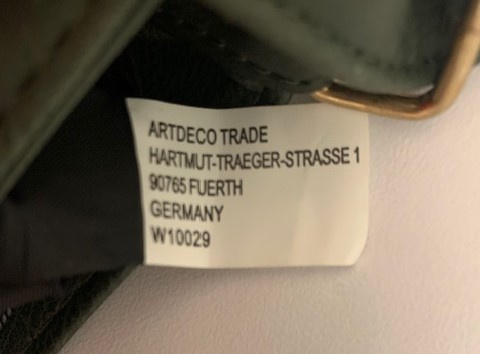 ARTDECO TRADE
HARTMUT-TRAEGER-STRASSE 1
90765 FUERTH
GERMANY
W10029